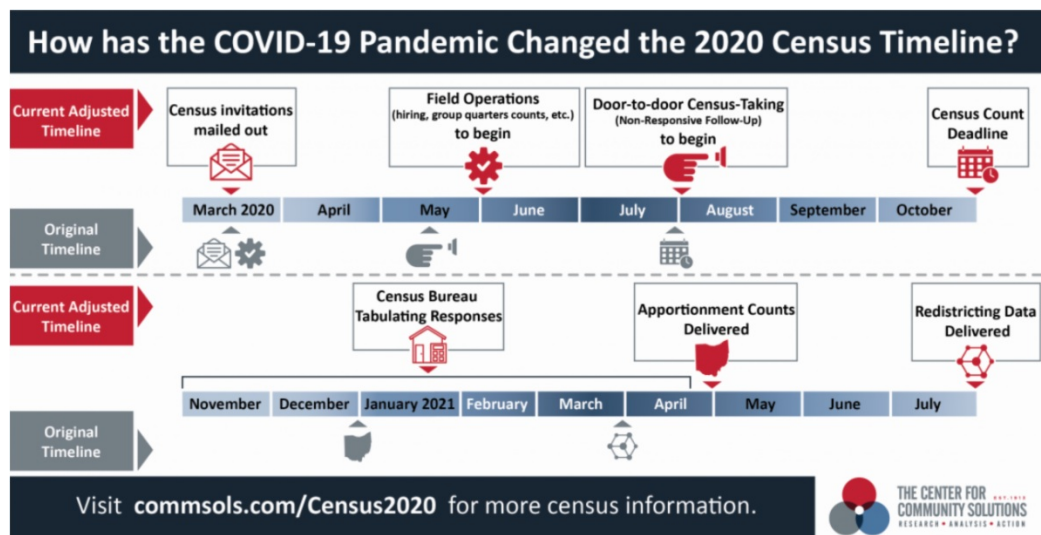 How has the COVID-19 Pandemic Changed the 2020 Census Timeline?
Current Adjusted
Timeline
Census invitations
mailed out
Field Operations
(hiring, group quarters counts, etc.)
to begin
Door-to-door Census-Taking
(Non-Responsive Follow-Up)
to begin
Census Count
Deadline
March 2020 April May June July August September October
Original
Timeline
Current Adjusted
Timeline
Census Bureau
Tabulating Responses
Apportionment Counts
Delivered
Redistricting Data
Delivered
November December January 2021 February March April May June July
Original
Timeline
Visit commsols.com/Census2020 for more census information.
THE CENTER FOR
EST. 1913
COMMUNITY SOLUTIONS
RESEARCH • ANALYSIS • ACTION